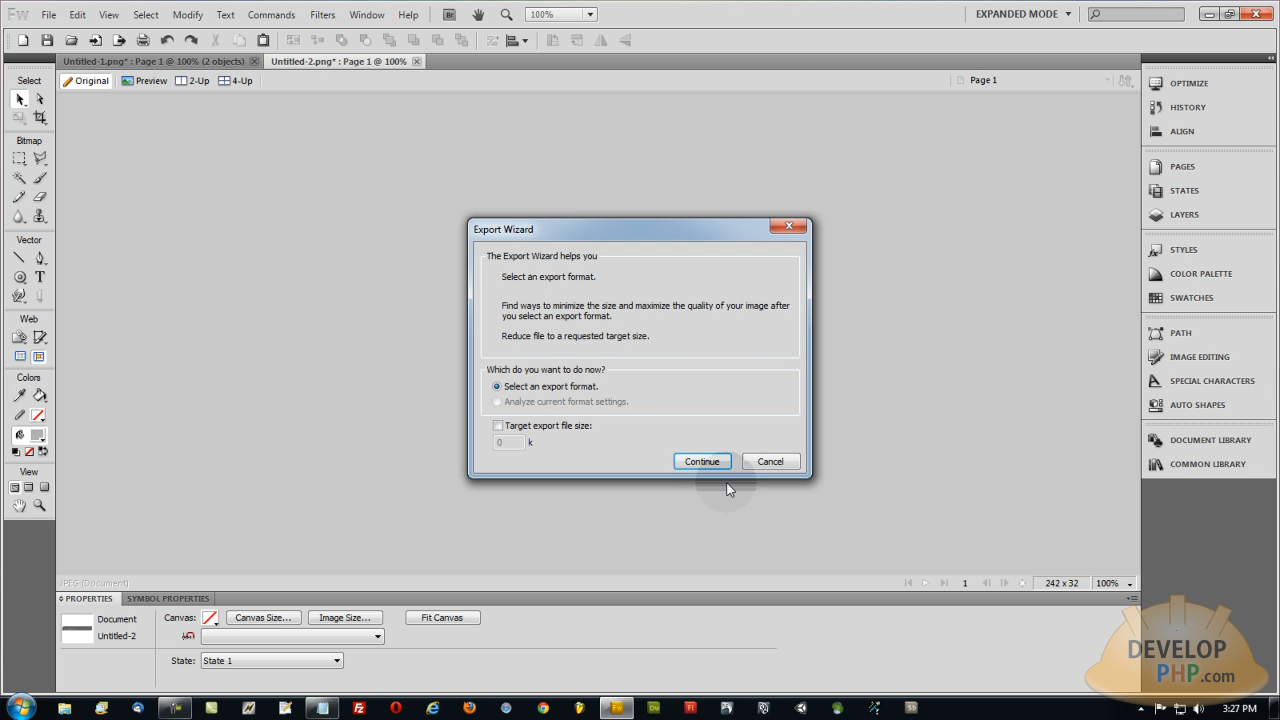 Fw File Edit View Select Modify Text Commands Filters Window Help Br 100% EXPANDED MODE
Untitled-1.png* : Page 1 @ 100% (2 objects) Untitled-2.png* : Page 1 @ 100%
Select Original Preview 2-Up 4-Up Page 1
OPTIMIZE
HISTORY
ALIGN
Bitmap
PAGES
STATES
LAYERS
Vector
STYLES
COLOR PALETTE
SWATCHES
Web
PATH
IMAGE EDITING
SPECIAL CHARACTERS
AUTO SHAPES
Colors
DOCUMENT LIBRARY
COMMON LIBRARY
View
Export Wizard
The Export Wizard helps you
Select an export format.
Find ways to minimize the size and maximize the quality of your image after
you select an export format.
Reduce file to a requested target size.
Which do you want to do now?
Select an export format.
Analyze current format settings.
Target export file size:
0 k
Continue Cancel
JPEG (Document) 1 242 x 32 100%
PROPERTIES SYMBOL PROPERTIES
Document Canvas: Canvas Size... Image Size... Fit Canvas
Untitled-2
State: State 1
DEVELOP
PHP.com
Fw Dw Fl Sb 3:27 PM